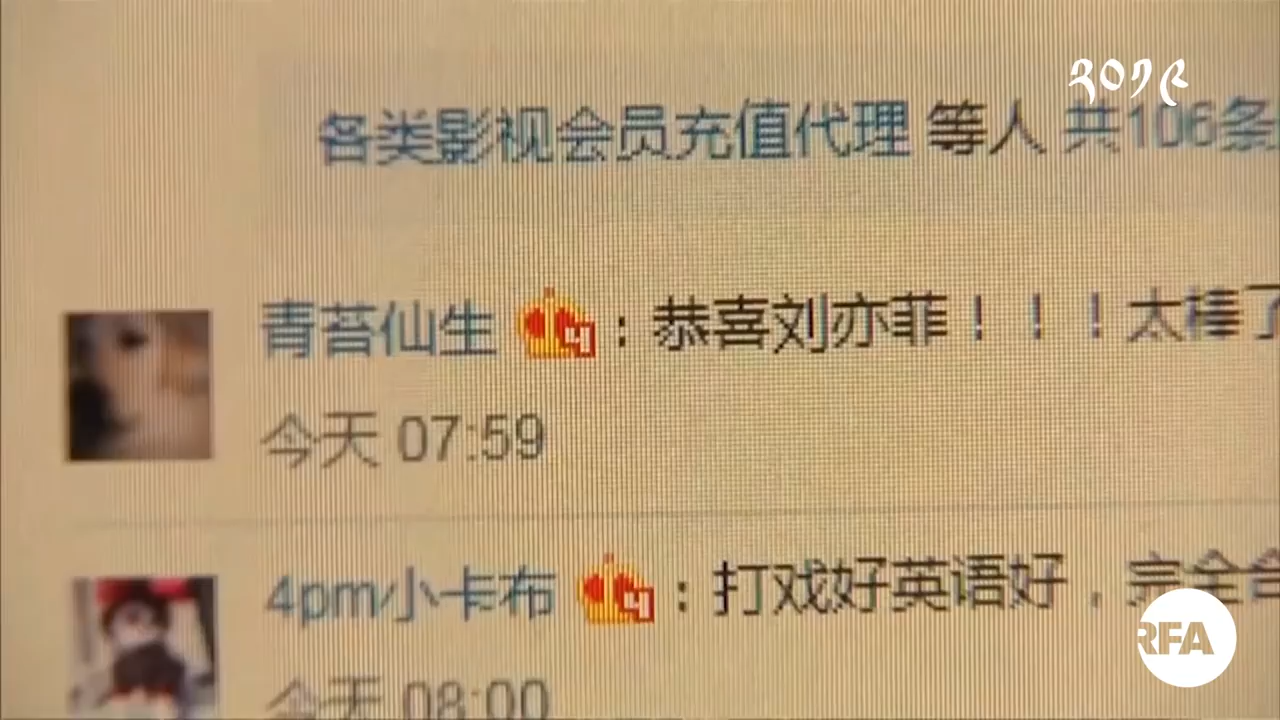 ༢༠༡༨
各类影视会员充值代理 等人 共106条
青苔仙生 ：恭喜刘亦菲！！！太棒了
今天 07:59
4pm小卡布 ：打戏好英语好，完全合
今天 08:00
RFA